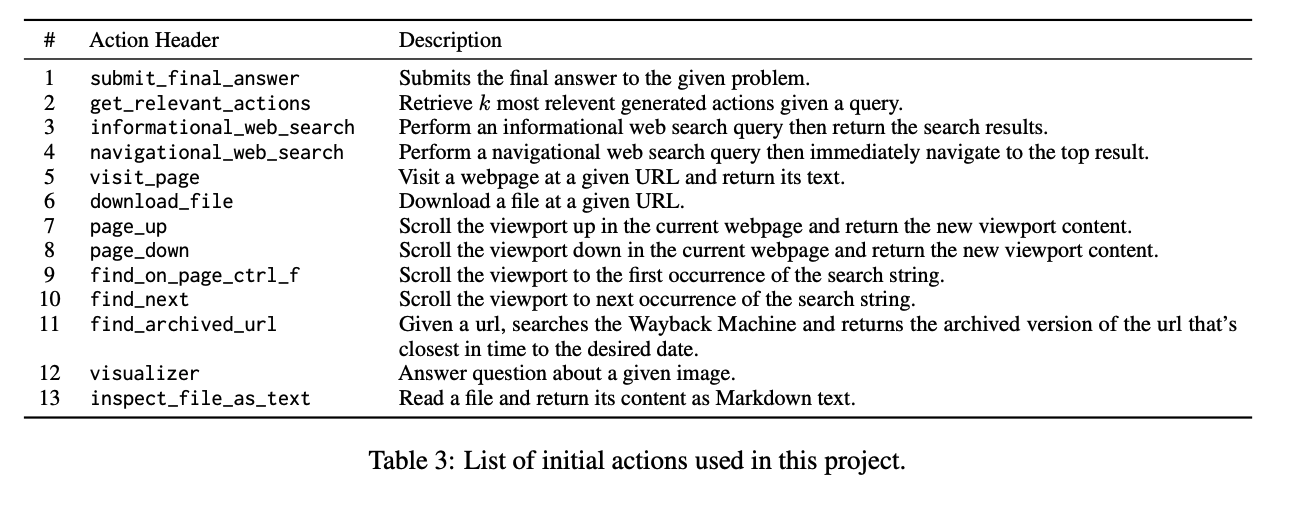 # Action Header Description
1 submit_final_answer Submits the final answer to the given problem.
2 get_relevant_actions Retrieve k most relevent generated actions given a query.
3 informational_web_search Perform an informational web search query then return the search results.
4 navigational_web_search Perform a navigational web search query then immediately navigate to the top result.
5 visit_page Visit a webpage at a given URL and return its text.
6 download_file Download a file at a given URL.
7 page_up Scroll the viewport up in the current webpage and return the new viewport content.
8 page_down Scroll the viewport down in the current webpage and return the new viewport content.
9 find_on_page_ctrl_f Scroll the viewport to the first occurrence of the search string.
10 find_next Scroll the viewport to next occurrence of the search string.
11 find_archived_url Given a url, searches the Wayback Machine and returns the archived version of the url that's
closest in time to the desired date.
12 visualizer Answer question about a given image.
13 inspect_file_as_text Read a file and return its content as Markdown text.
Table 3: List of initial actions used in this project.